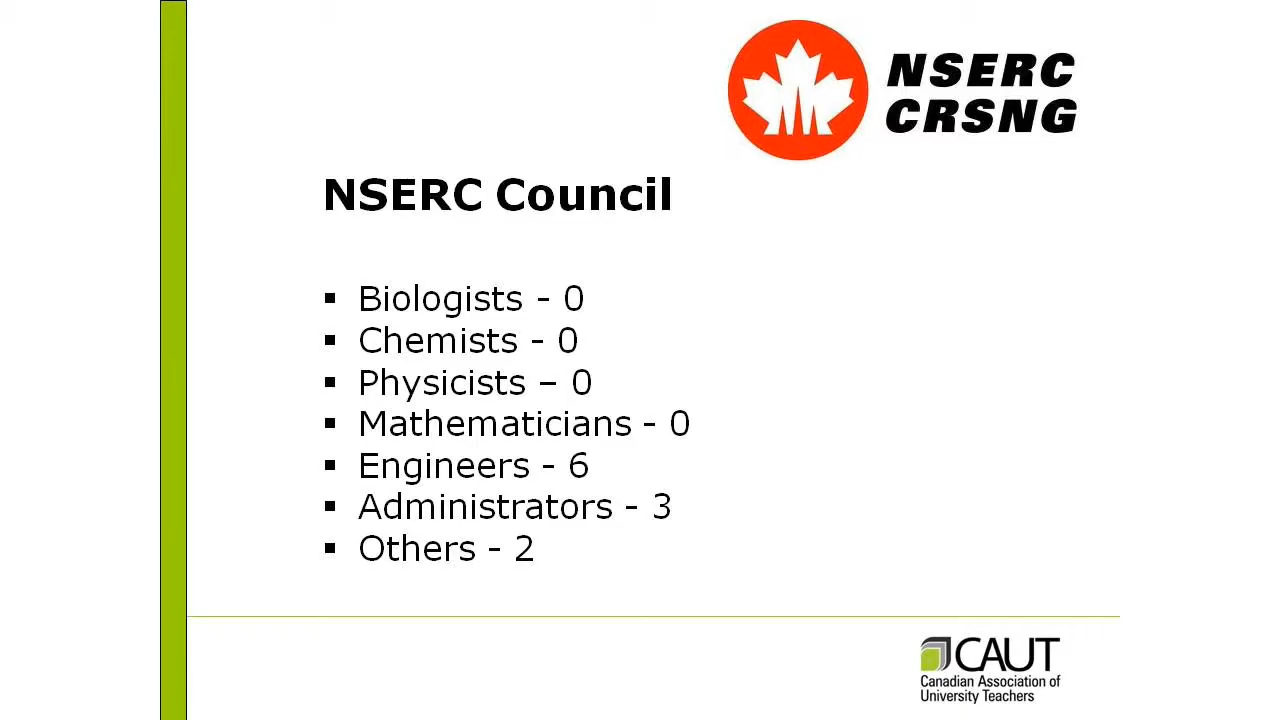 NSERC
CRSNG
NSERC Council
▪ Biologists - 0
▪ Chemists - 0
▪ Physicists – 0
▪ Mathematicians - 0
▪ Engineers - 6
▪ Administrators - 3
▪ Others - 2
CAUT
Canadian Association of
University Teachers